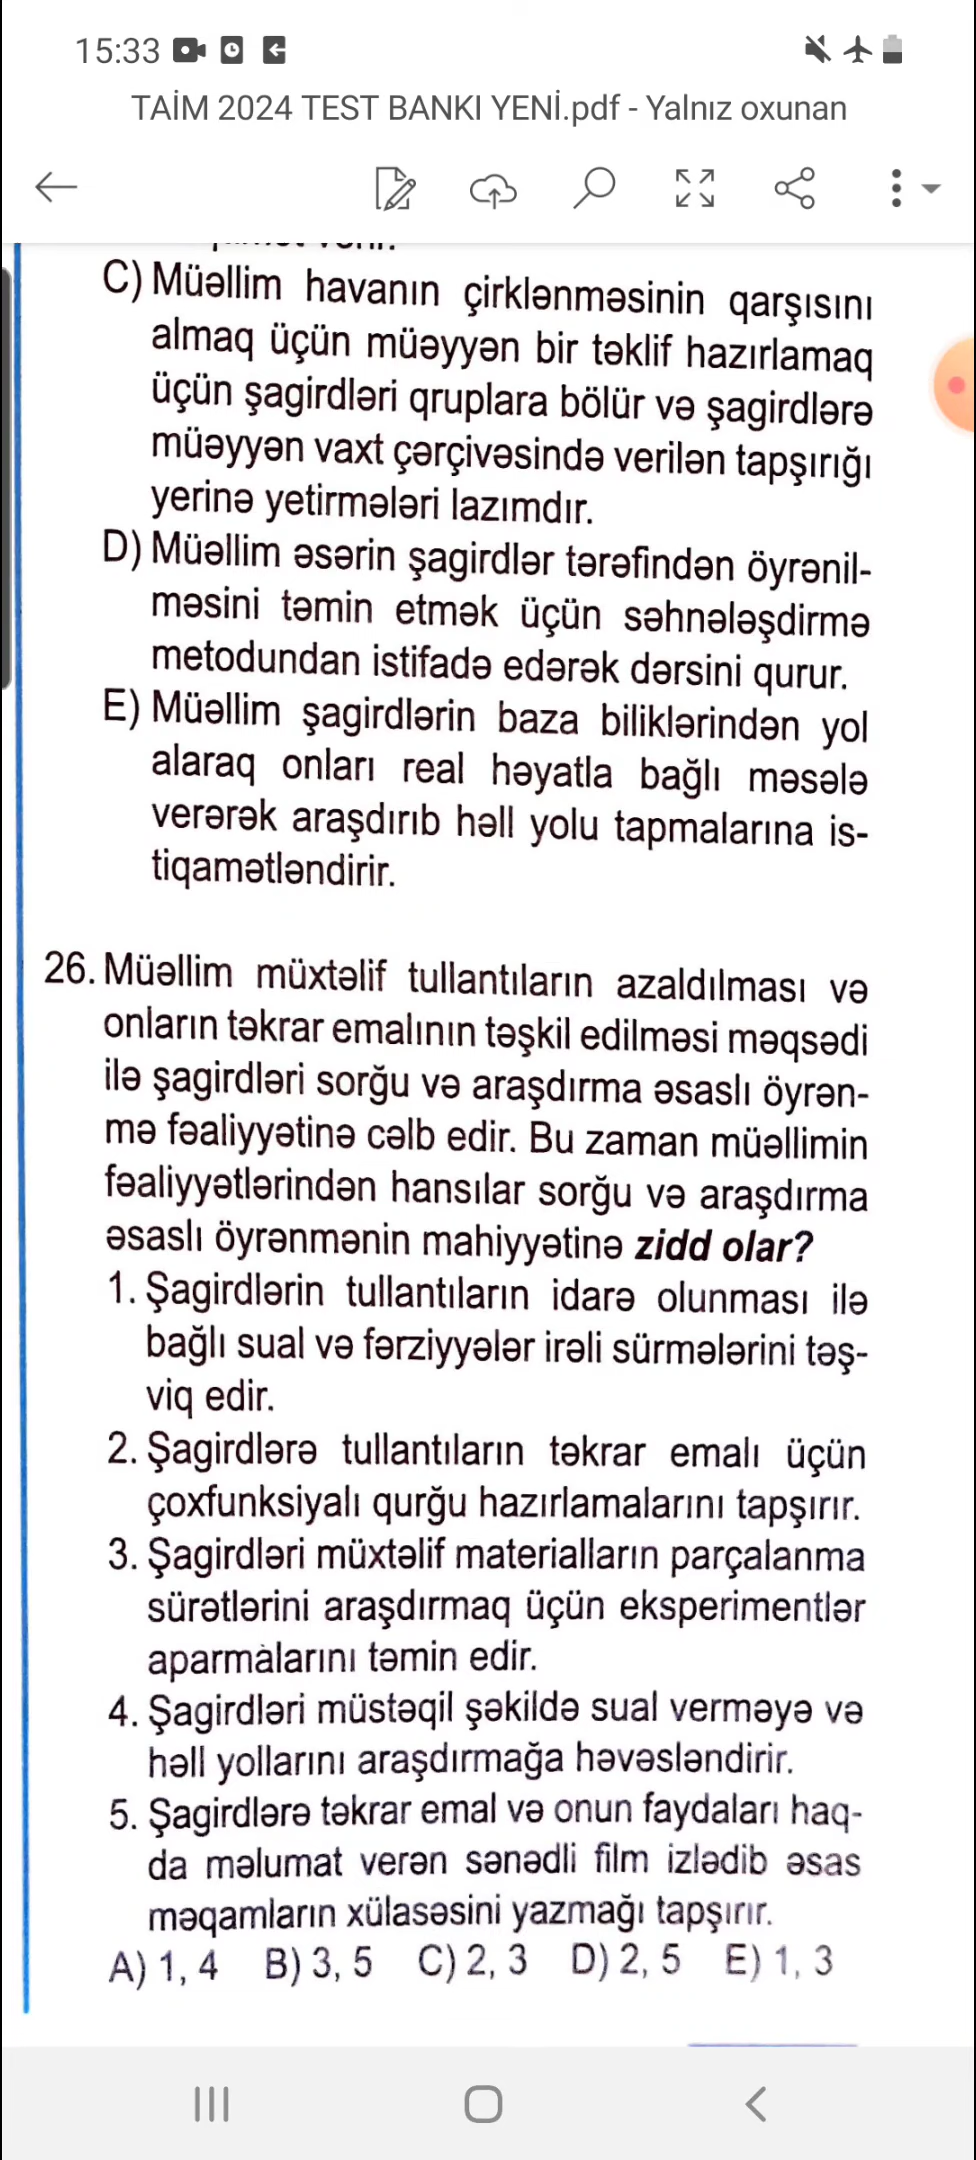 15:33
TAİM 2024 TEST BANKI YENİ.pdf - Yalnız oxunan
C) Müəllim havanın çirklənməsinin qarşısını
almaq üçün müəyyən bir təklif hazırlamaq
üçün şagirdləri qruplara bölür və şagirdlərə
müəyyən vaxt çərçivəsində verilən tapşırığı
yerinə yetirmələri lazımdır.
D) Müəllim əsərin şagirdlər tərəfindən öyrənil-
məsini təmin etmək üçün səhnələşdirmə
metodundan istifadə edərək dərsini qurur.
E) Müəllim şagirdlərin baza biliklərindən yol
alaraq onları real həyatla bağlı məsələ
verərək araşdırıb həll yolu tapmalarına is-
tiqamətləndirir.
26. Müəllim müxtəlif tullantıların azaldılması və
onların təkrar emalının təşkil edilməsi məqsədi
ilə şagirdləri sorğu və araşdırma əsaslı öyrən-
mə fəaliyyətinə cəlb edir. Bu zaman müəllimin
fəaliyyətlərindən hansılar sorğu və araşdırma
əsaslı öyrənmənin mahiyyətinə zidd olar?
1. Şagirdlərin tullantıların idarə olunması ilə
bağlı sual və fərziyyələr irəli sürmələrini təş-
viq edir.
2. Şagirdlərə tullantıların təkrar emalı üçün
çoxfunksiyalı qurğu hazırlamalarını tapşırır.
3. Şagirdləri müxtəlif materialların parçalanma
sürətlərini araşdırmaq üçün eksperimentlər
aparmalarını təmin edir.
4. Şagirdləri müstəqil şəkildə sual verməyə və
həll yollarını araşdırmağa həvəsləndirir.
5. Şagirdlərə təkrar emal və onun faydaları haq-
da məlumat verən sənədli film izlədib əsas
məqamların xülasəsini yazmağı tapşırır.
A) 1, 4 B) 3, 5 C) 2, 3 D) 2, 5 E) 1, 3